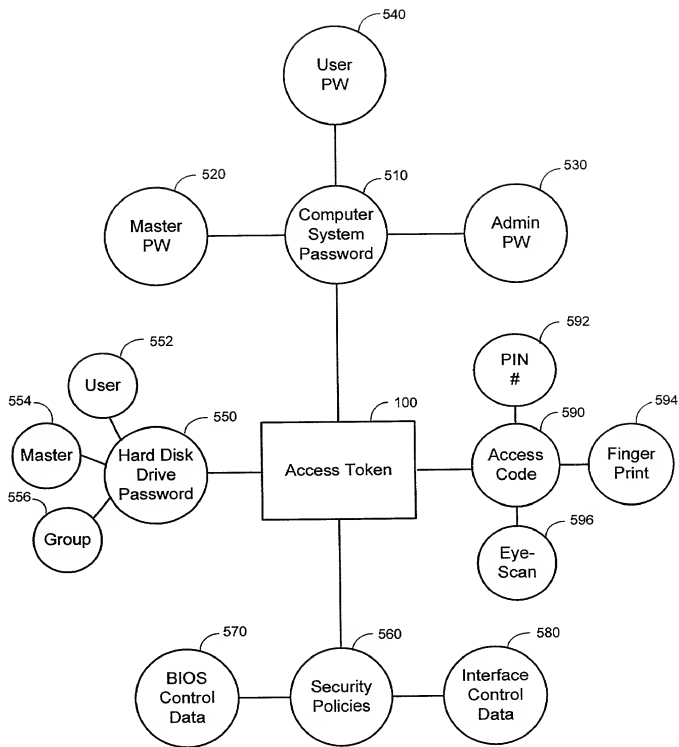 540
User
PW
520
510
530
Master
PW
Computer
System
Password
Admin
PW
592
PIN
#
552
User
554
550
100
590
594
Master
Hard Disk
Drive
Password
Access Token
Access
Code
Finger
Print
556
Group
596
Eye-
Scan
570
560
580
BIOS
Control
Data
Security
Policies
Interface
Control
Data